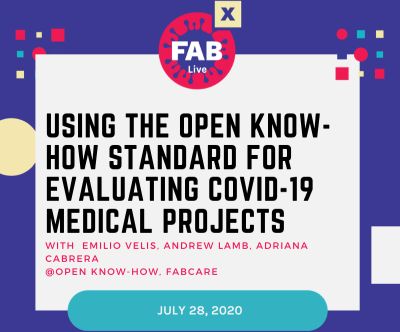 X
FAB
Live
USING THE OPEN KNOW-
HOW STANDARD FOR
EVALUATING COVID-19
MEDICAL PROJECTS
WITH  EMILIO VELIS, ANDREW LAMB, ADRIANA
CABRERA
@OPEN KNOW-HOW, FABCARE
JULY 28, 2020